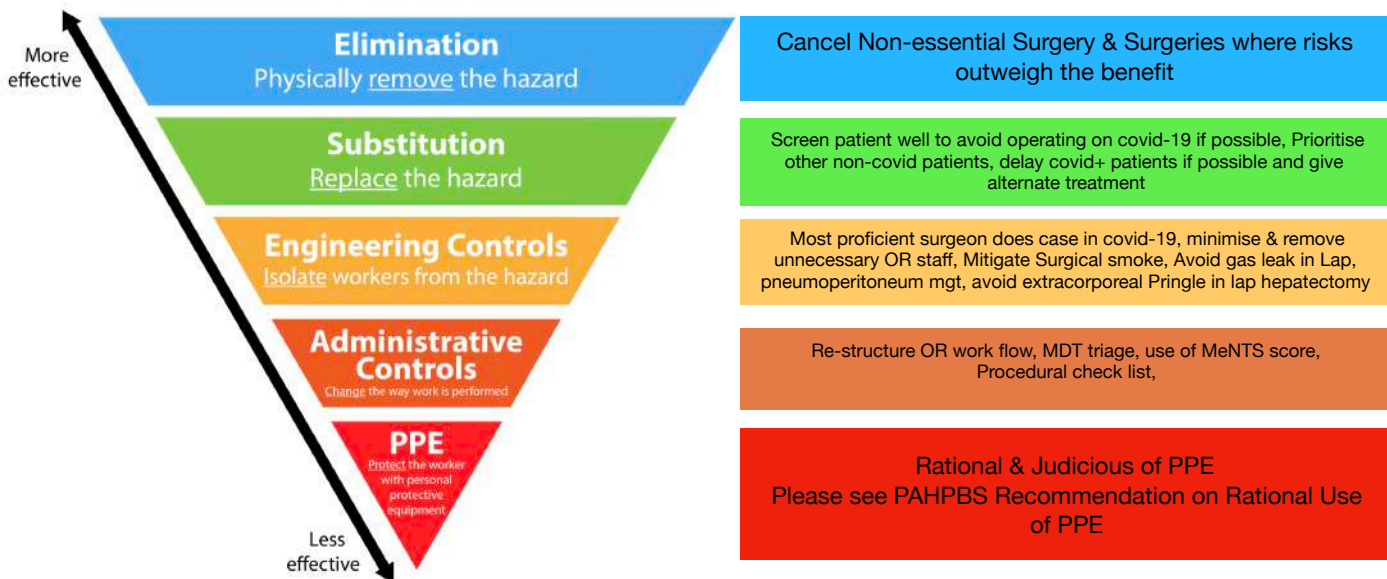 More
effective
Elimination
Physically remove the hazard
Cancel Non-essential Surgery & Surgeries where risks
outweigh the benefit
Substitution
Replace the hazard
Screen patient well to avoid operating on covid-19 if possible, Prioritise
other non-covid patients, delay covid+ patients if possible and give
alternate treatment
Engineering Controls
Isolate workers from the hazard
Most proficient surgeon does case in covid-19, minimise & remove
unnecessary OR staff, Mitigate Surgical smoke, Avoid gas leak in Lap,
pneumoperitoneum mgt, avoid extracorporeal Pringle in lap hepatectomy
Administrative
Controls
Change the way work is performed
Re-structure OR work flow, MDT triage, use of MeNTS score,
Procedural check list,
PPE
Protect the worker
with personal
protective
equipment
Rational & Judicious of PPE
Please see PAHPBS Recommendation on Rational Use
of PPE
Less
effective